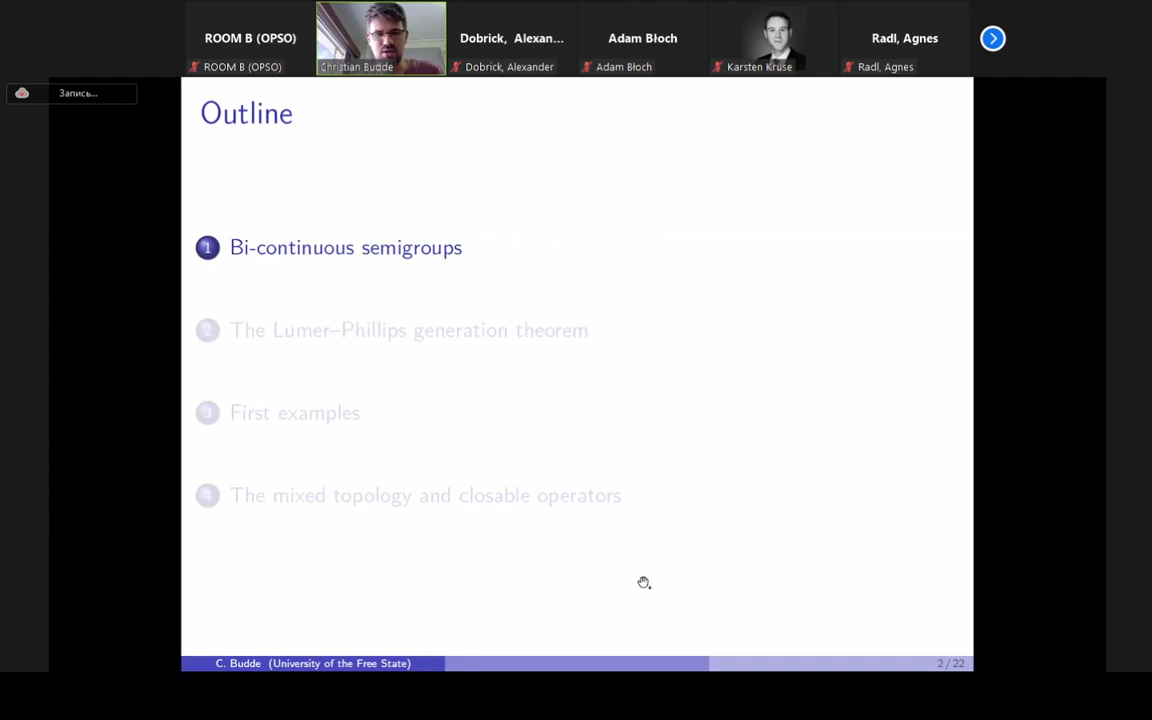 ROOM B (OPSO)
Dobrick, Alexan...
Adam Błoch
Radl, Agnes
ROOM B (OPSO)
Christian Budde
Dobrick, Alexander
Adam Błoch
Karsten Kruse
Radl, Agnes
Запись...
Outline
1 Bi-continuous semigroups
2 The Lumer–Phillips generation theorem
3 First examples
4 The mixed topology and closable operators
C. Budde (University of the Free State)
2 / 22